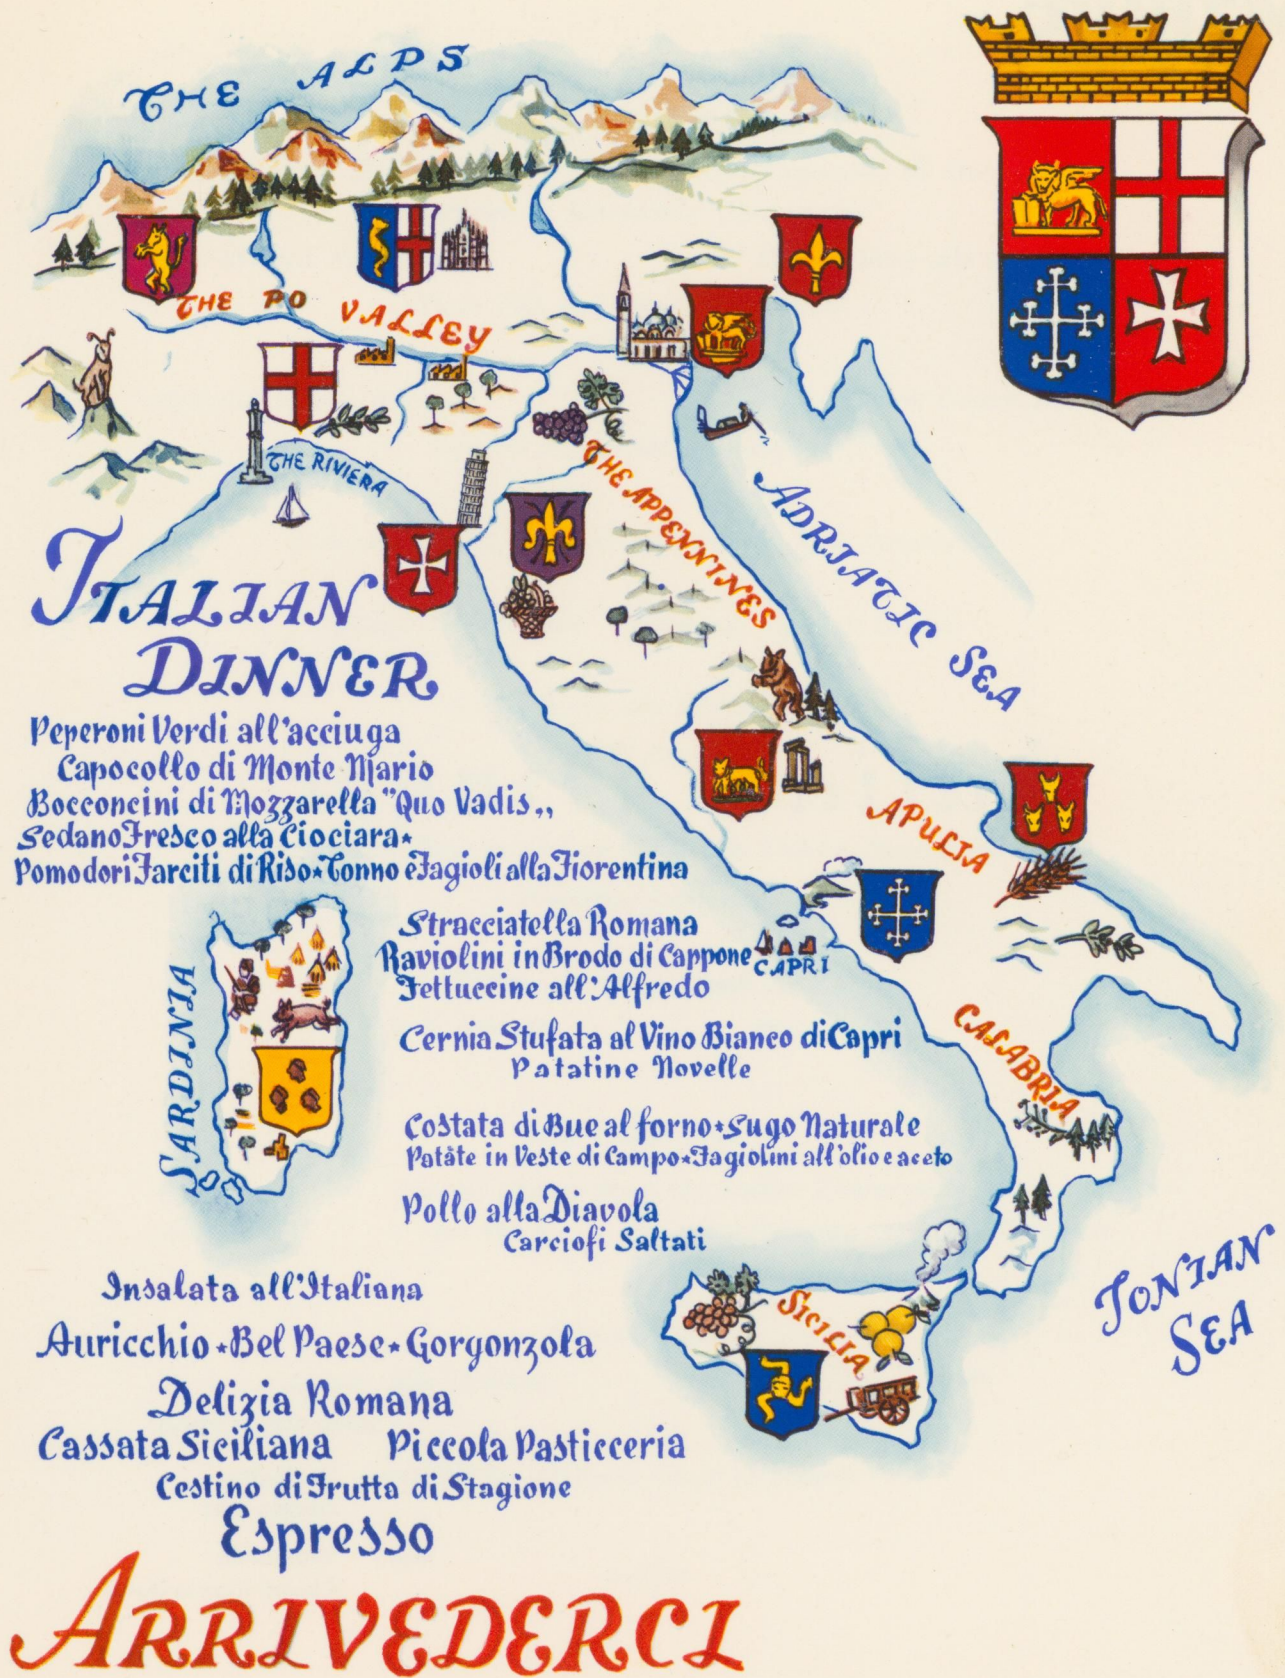 THE ALPS
THE PO VALLEY
THE RIVIERA
THE APPENNINES
ADRIATIC SEA
ITALIAN
DINNER
Peperoni Verdi all'acciuga
Capocollo di Monte Mario
Bocconcini di Mozzarella "Quo Vadis„
Sedano Fresco alla Ciociara★
Pomodori Farciti di Riso★Tonno e Fagioli alla Fiorentina
APULIA
Stracciatella Romana
Raviolini in Brodo di Cappone
CAPRI
Fettuccine all'Alfredo
SARDINIA
Cernia Stufata al Vino Bianco di Capri
Patatine Novelle
CALABRIA
Costata di Bue al forno★Sugo Naturale
Patate in Veste di Campo★Fagiolini all'olio e aceto
Pollo alla Diavola
Carciofi Saltati
IONIAN
SEA
Insalata all'Italiana
SICILIA
Auricchio★Bel Paese★Gorgonzola
Delizia Romana
Cassata Siciliana Piccola Pasticceria
Cestino di Frutta di Stagione
Espresso
ARRIVEDERCI